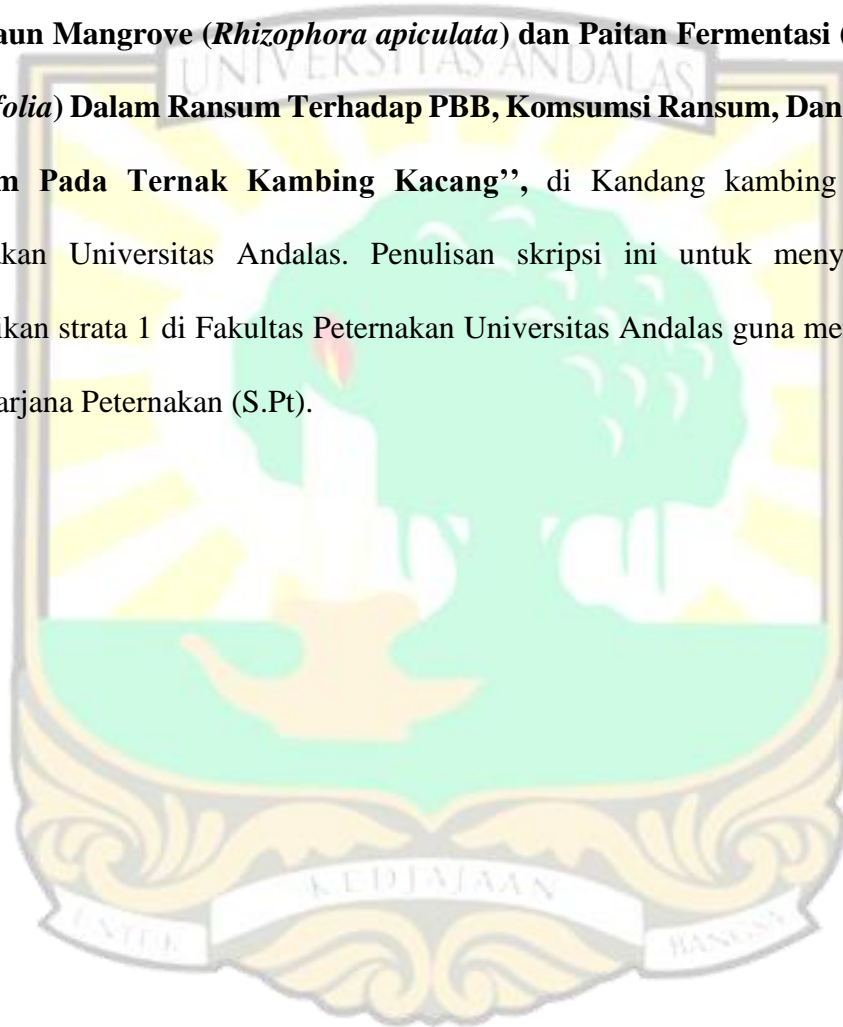 aun Mangrove (Rhizophora apiculata) dan Paitan Fermentasi (
UNIVERSITAS ANDALAS
folia) Dalam Ransum Terhadap PBB, Komsumsi Ransum, Dan
m Pada Ternak Kambing Kacang’’, di Kandang kambing
akan Universitas Andalas. Penulisan skripsi ini untuk meny
ikan strata 1 di Fakultas Peternakan Universitas Andalas guna me
arjana Peternakan (S.Pt).
KEDJAJAAN
UNTUK
BANGSA